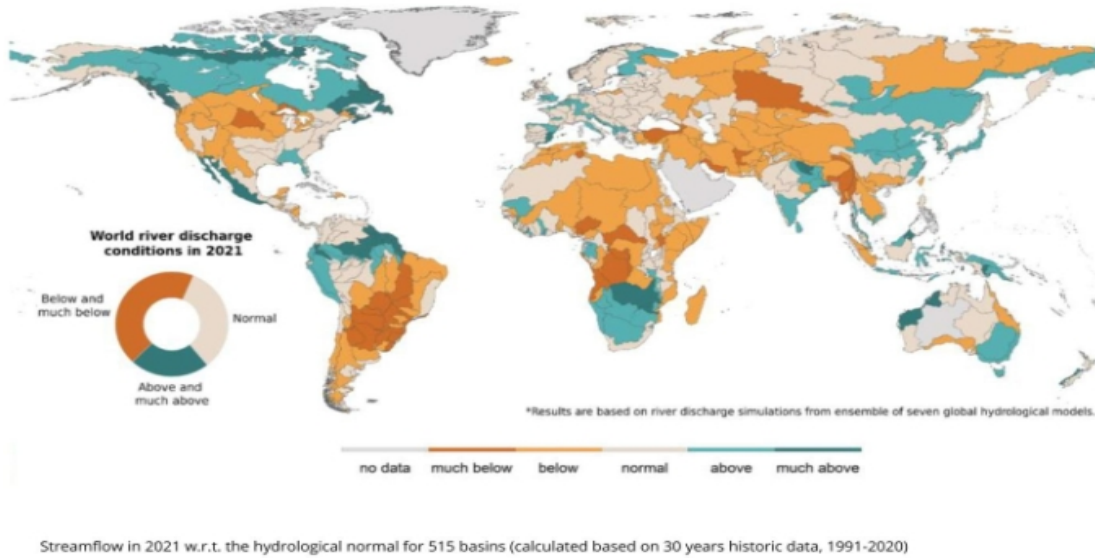 World river discharge
conditions in 2021
Below and
much below
Normal
Above and
much above
*Results are based on river discharge simulations from ensemble of seven global hydrological models.
no data
much below
below
normal
above
much above
Streamflow in 2021 w.r.t. the hydrological normal for 515 basins (calculated based on 30 years historic data, 1991-2020)